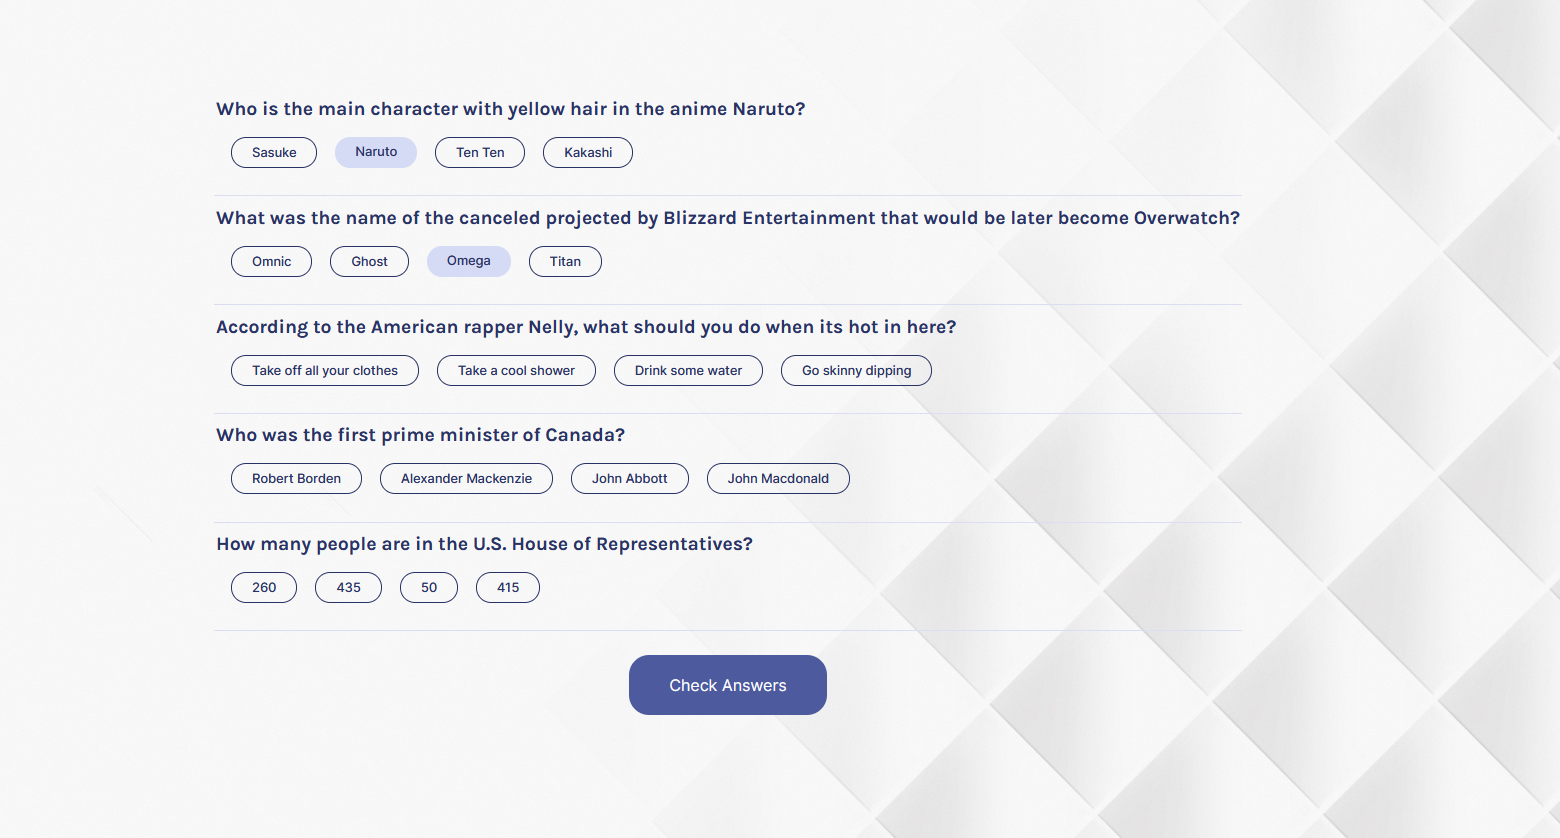 Who is the main character with yellow hair in the anime Naruto?
Sasuke Naruto Ten Ten Kakashi
What was the name of the canceled projected by Blizzard Entertainment that would be later become Overwatch?
Omnic Ghost Omega Titan
According to the American rapper Nelly, what should you do when its hot in here?
Take off all your clothes Take a cool shower Drink some water Go skinny dipping
Who was the first prime minister of Canada?
Robert Borden Alexander Mackenzie John Abbott John Macdonald
How many people are in the U.S. House of Representatives?
260 435 50 415
Check Answers